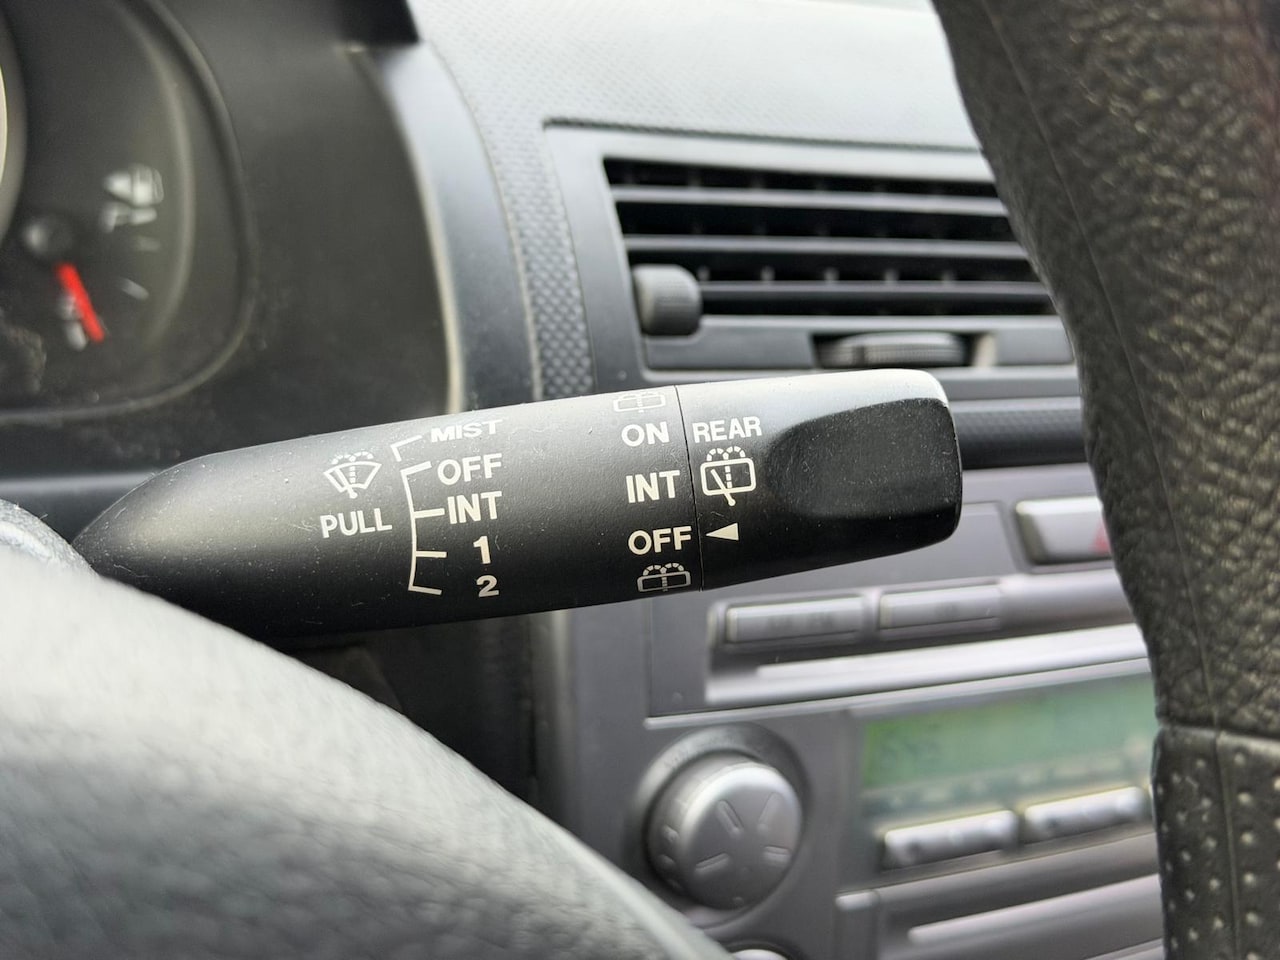 MIST
OFF
INT
1
2
PULL
ON
INT
OFF
REAR